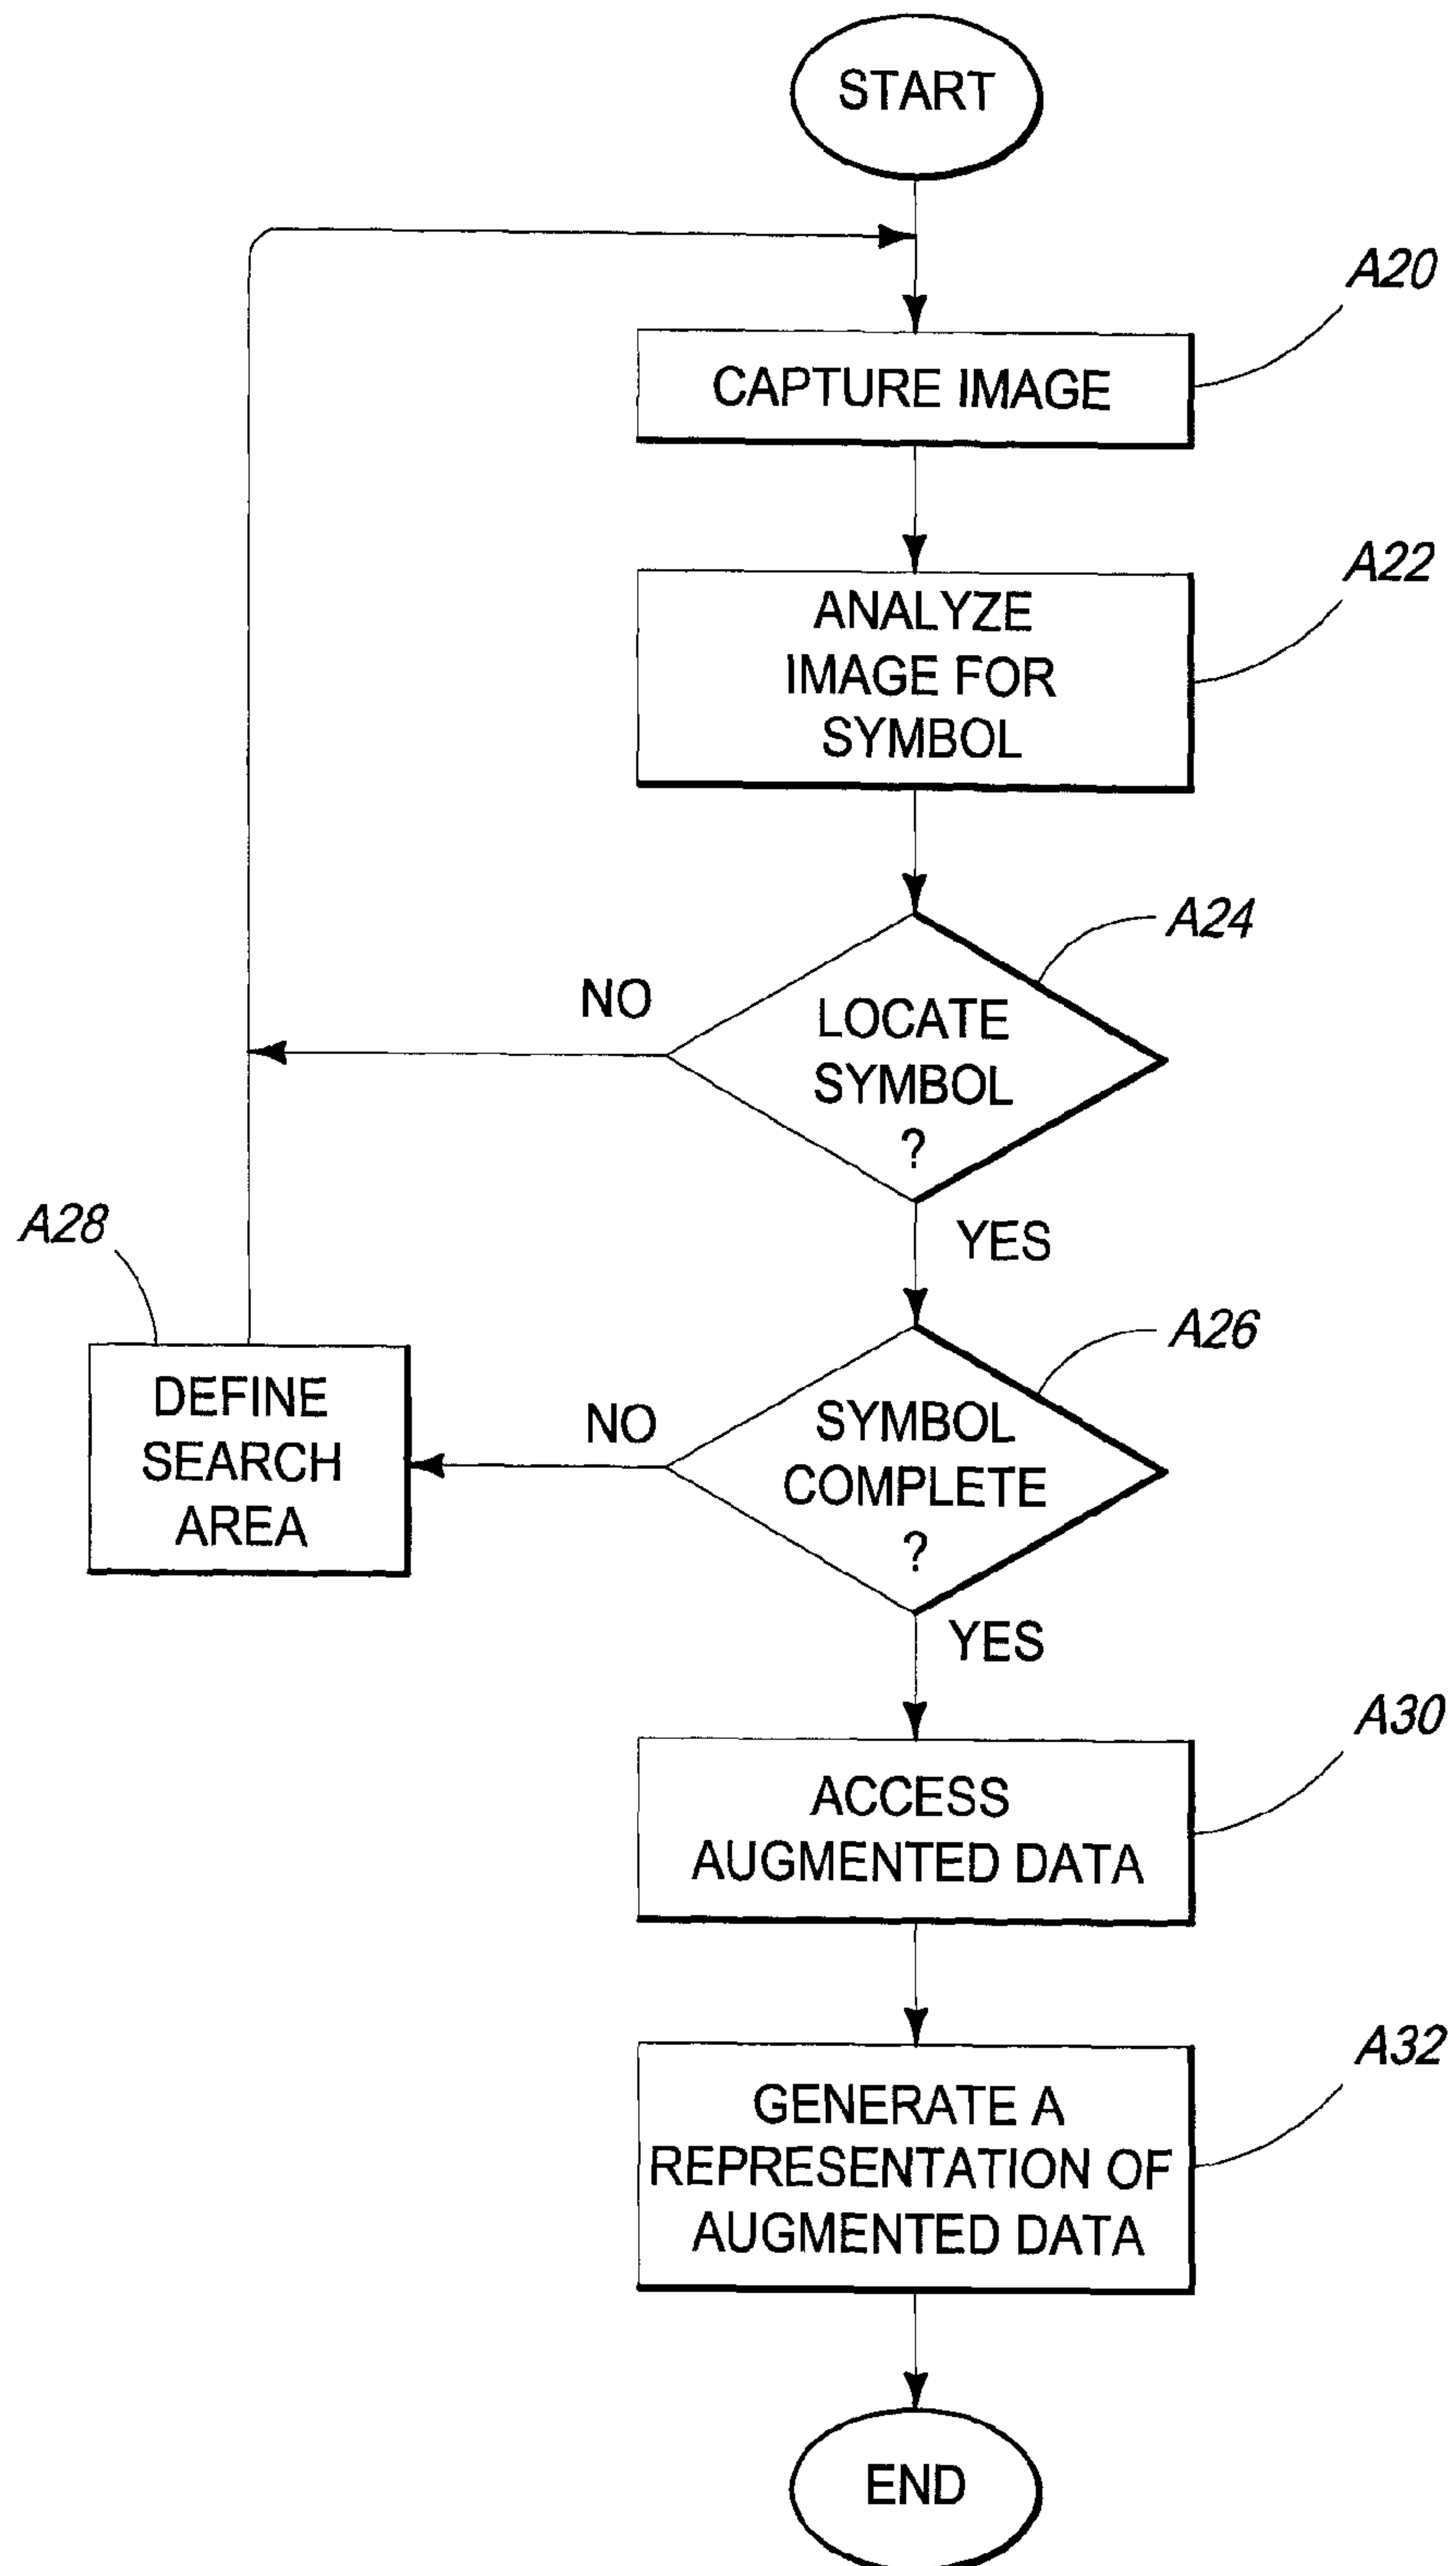 START
A20
CAPTURE IMAGE
A22
ANALYZE
IMAGE FOR
SYMBOL
A24
NO
LOCATE
SYMBOL
?
YES
A28
A26
DEFINE
SEARCH
AREA
NO
SYMBOL
COMPLETE
?
YES
A30
ACCESS
AUGMENTED DATA
A32
GENERATE A
REPRESENTATION OF
AUGMENTED DATA
END